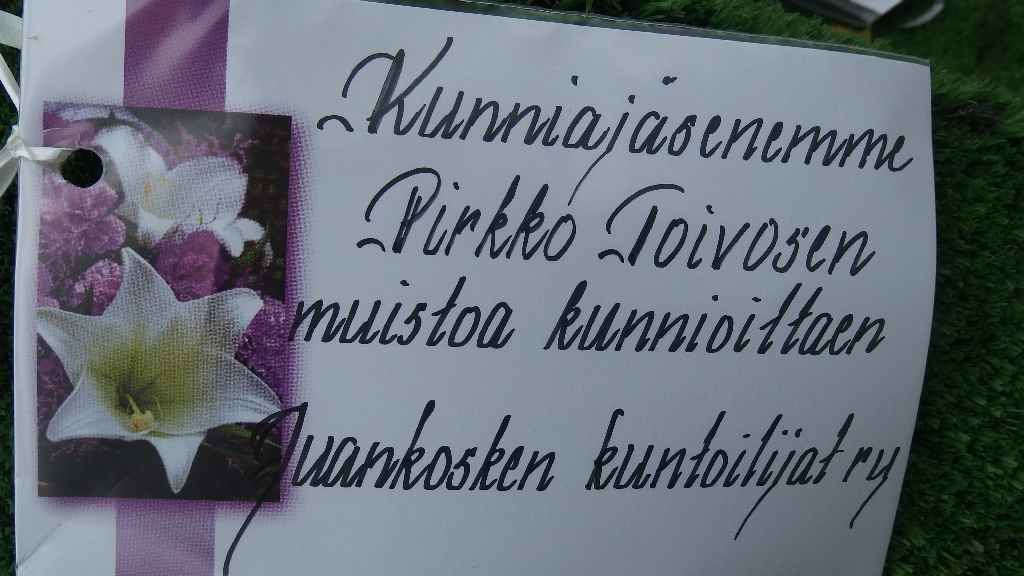 Kunniajäsenemme
Pirkko Toivosen
muistoa kunnioittaen
Juankosken kuntoilijat ry